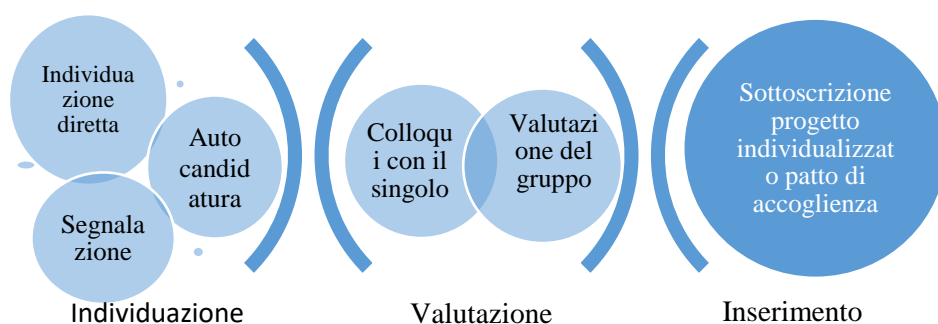 Individua
zione
diretta
Auto
candid
atura
Segnala
zione
Individuazione
Colloqu
i con il
singolo
Valutazi
one del
gruppo
Valutazione
Sottoscrizione
progetto
individualizzat
o patto di
accoglienza
Inserimento